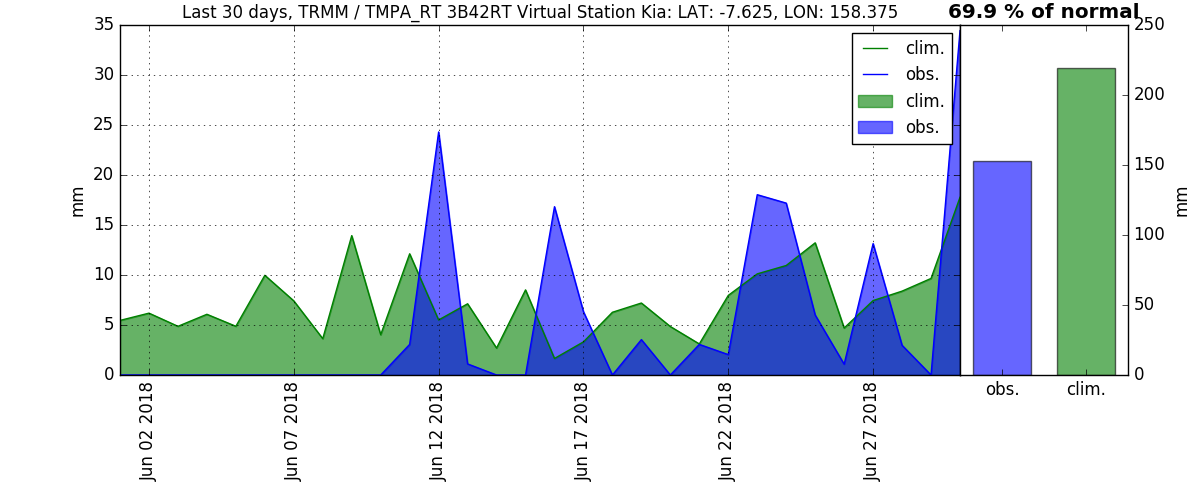 Last 30 days, TRMM / TMPA_RT 3B42RT Virtual Station Kia: LAT: -7.625, LON: 158.375
69.9 % of normal
35
30
25
20
15
10
5
0
mm
clim.
obs.
clim.
obs.
250
200
150
100
50
0
mm
obs.
clim.
Jun 02 2018
Jun 07 2018
Jun 12 2018
Jun 17 2018
Jun 22 2018
Jun 27 2018